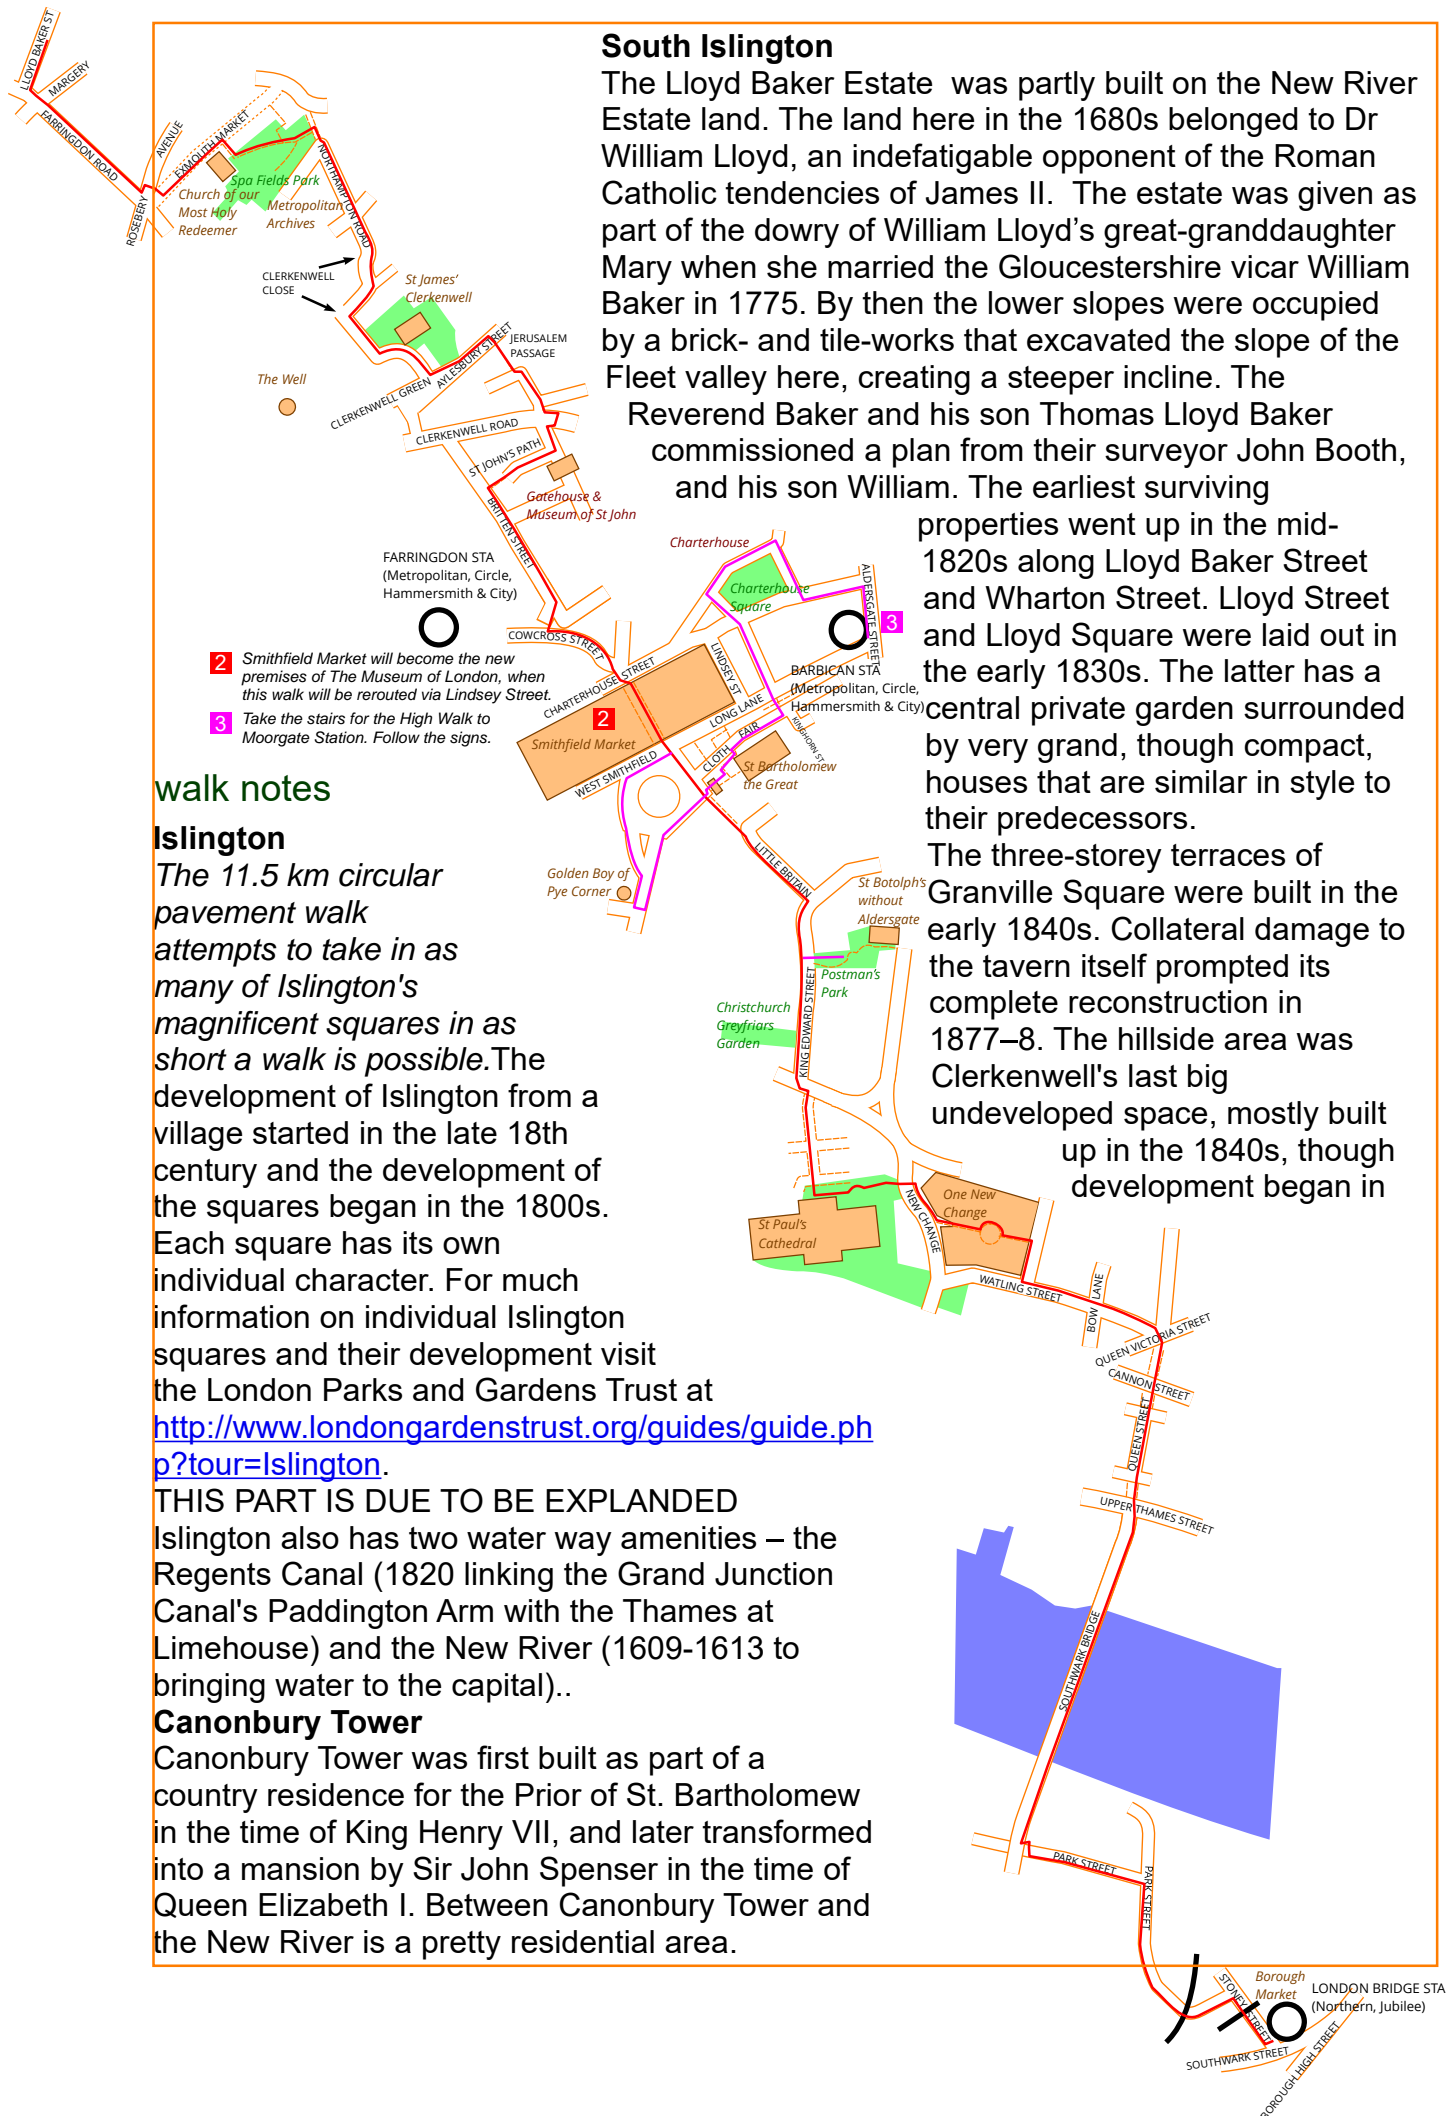 LLOYD BAKER ST
MARGERY
FARRINGDON ROAD
AVENUE
ROSEBERY
EXMOUTH MARKET
Spa Fields Park
Church of our
Most Holy
Redeemer
Metropolitan
Archives
NORTHAMPTON ROAD
CLERKENWELL
CLOSE
St James'
Clerkenwell
JERUSALEM
PASSAGE
AYLESBURY STREET
The Well
CLERKENWELL GREEN
CLERKENWELL ROAD
ST JOHN'S PATH
Gatehouse &
Museum of St John
BRITTEN STREET
FARRINGDON STA
(Metropolitan, Circle,
Hammersmith & City)
COWCROSS STREET
Charterhouse
Charterhouse
Square
ALDERSGATE STREET
3
BARBICAN STA
(Metropolitan, Circle,
Hammersmith & City)
LINDSEY ST
CHARTERHOUSE STREET
2
Smithfield Market
LONG LANE
CLOTH FAIR
KINGHORN ST
WEST SMITHFIELD
St Bartholomew
the Great
2 Smithfield Market will become the new
premises of The Museum of London, when
this walk will be rerouted via Lindsey Street.
3 Take the stairs for the High Walk to
Moorgate Station. Follow the signs.
Golden Boy of
Pye Corner
LITTLE BRITAIN
St Botolph's
without
Aldersgate
Postman's
Park
KING EDWARD STREET
Christchurch
Greyfriars
Garden
St Paul's
Cathedral
NEW CHANGE
One New
Change
WATLING STREET
BOW LANE
QUEEN VICTORIA STREET
CANNON STREET
QUEEN STREET
UPPER THAMES STREET
SOUTHWARK BRIDGE
PARK STREET
PARK STREET
STONEY STREET
Borough
Market
LONDON BRIDGE STA
(Northern, Jubilee)
SOUTHWARK STREET
BOROUGH HIGH STREET
walk notes
Islington
The 11.5 km circular
pavement walk
attempts to take in as
many of Islington's
magnificent squares in as
short a walk is possible.The
development of Islington from a
village started in the late 18th
century and the development of
the squares began in the 1800s.
Each square has its own
individual character. For much
information on individual Islington
squares and their development visit
the London Parks and Gardens Trust at
http://www.londongardenstrust.org/guides/guide.ph
p?tour=Islington.
THIS PART IS DUE TO BE EXPLANDED
Islington also has two water way amenities – the
Regents Canal (1820 linking the Grand Junction
Canal's Paddington Arm with the Thames at
Limehouse) and the New River (1609-1613 to
bringing water to the capital)..
Canonbury Tower
Canonbury Tower was first built as part of a
country residence for the Prior of St. Bartholomew
in the time of King Henry VII, and later transformed
into a mansion by Sir John Spenser in the time of
Queen Elizabeth I. Between Canonbury Tower and
the New River is a pretty residential area.
South Islington
The Lloyd Baker Estate  was partly built on the New River
Estate land. The land here in the 1680s belonged to Dr
William Lloyd, an indefatigable opponent of the Roman
Catholic tendencies of James II.  The estate was given as
part of the dowry of William Lloyd's great-granddaughter
Mary when she married the Gloucestershire vicar William
Baker in 1775. By then the lower slopes were occupied
by a brick- and tile-works that excavated the slope of the
Fleet valley here, creating a steeper incline. The
Reverend Baker and his son Thomas Lloyd Baker
commissioned a plan from their surveyor John Booth,
and his son William. The earliest surviving
properties went up in the mid-
1820s along Lloyd Baker Street
and Wharton Street. Lloyd Street
and Lloyd Square were laid out in
the early 1830s. The latter has a
central private garden surrounded
by very grand, though compact,
houses that are similar in style to
their predecessors.
The three-storey terraces of
Granville Square were built in the
early 1840s. Collateral damage to
the tavern itself prompted its
complete reconstruction in
1877–8. The hillside area was
Clerkenwell's last big
undeveloped space, mostly built
up in the 1840s, though
development began in